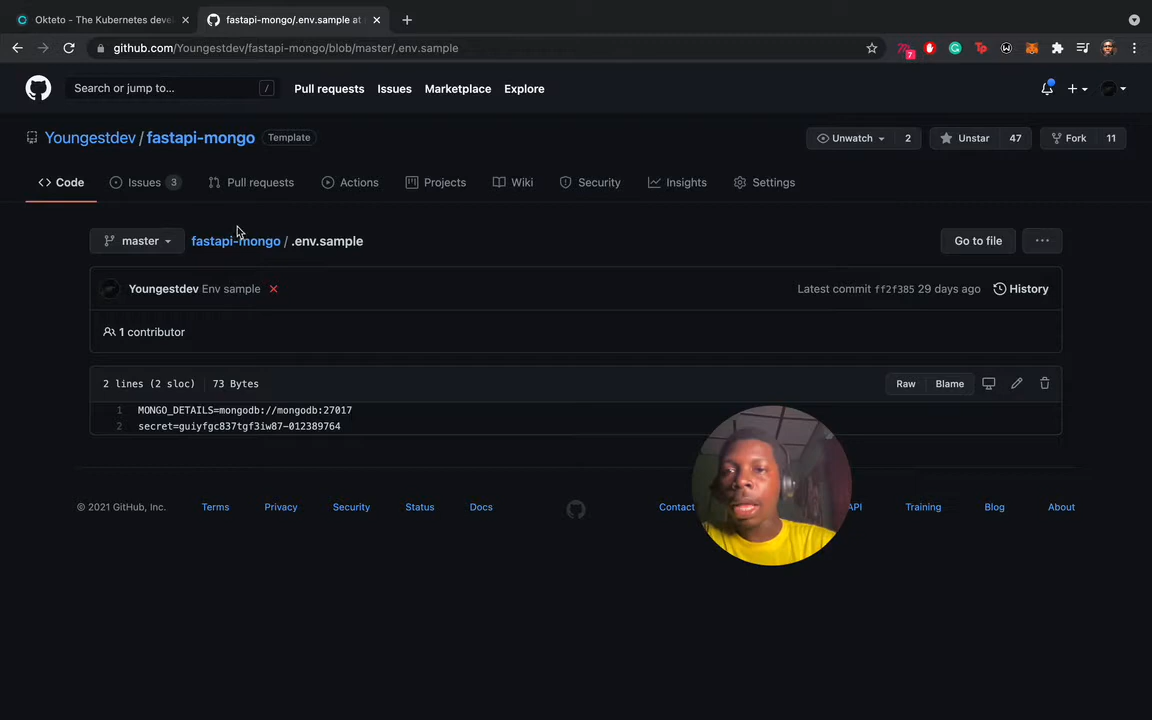 Okteto - The Kubernetes deve
fastapi-mongo/.env.sample at
github.com/Youngestdev/fastapi-mongo/blob/master/.env.sample
7
Search or jump to... /
Pull requests Issues Marketplace Explore
Youngestdev / fastapi-mongo Template
Unwatch 2 Unstar 47 Fork 11
Code Issues 3 Pull requests Actions Projects Wiki Security Insights Settings
master fastapi-mongo / .env.sample Go to file ...
Youngestdev Env sample Latest commit ff2f385 29 days ago History
1 contributor
2 lines (2 sloc) 73 Bytes Raw Blame
1 MONGO_DETAILS=mongodb://mongodb:27017
2 secret=guiyfgc837tgf3iw87-012389764
© 2021 GitHub, Inc. Terms Privacy Security Status Docs Contact API Training Blog About